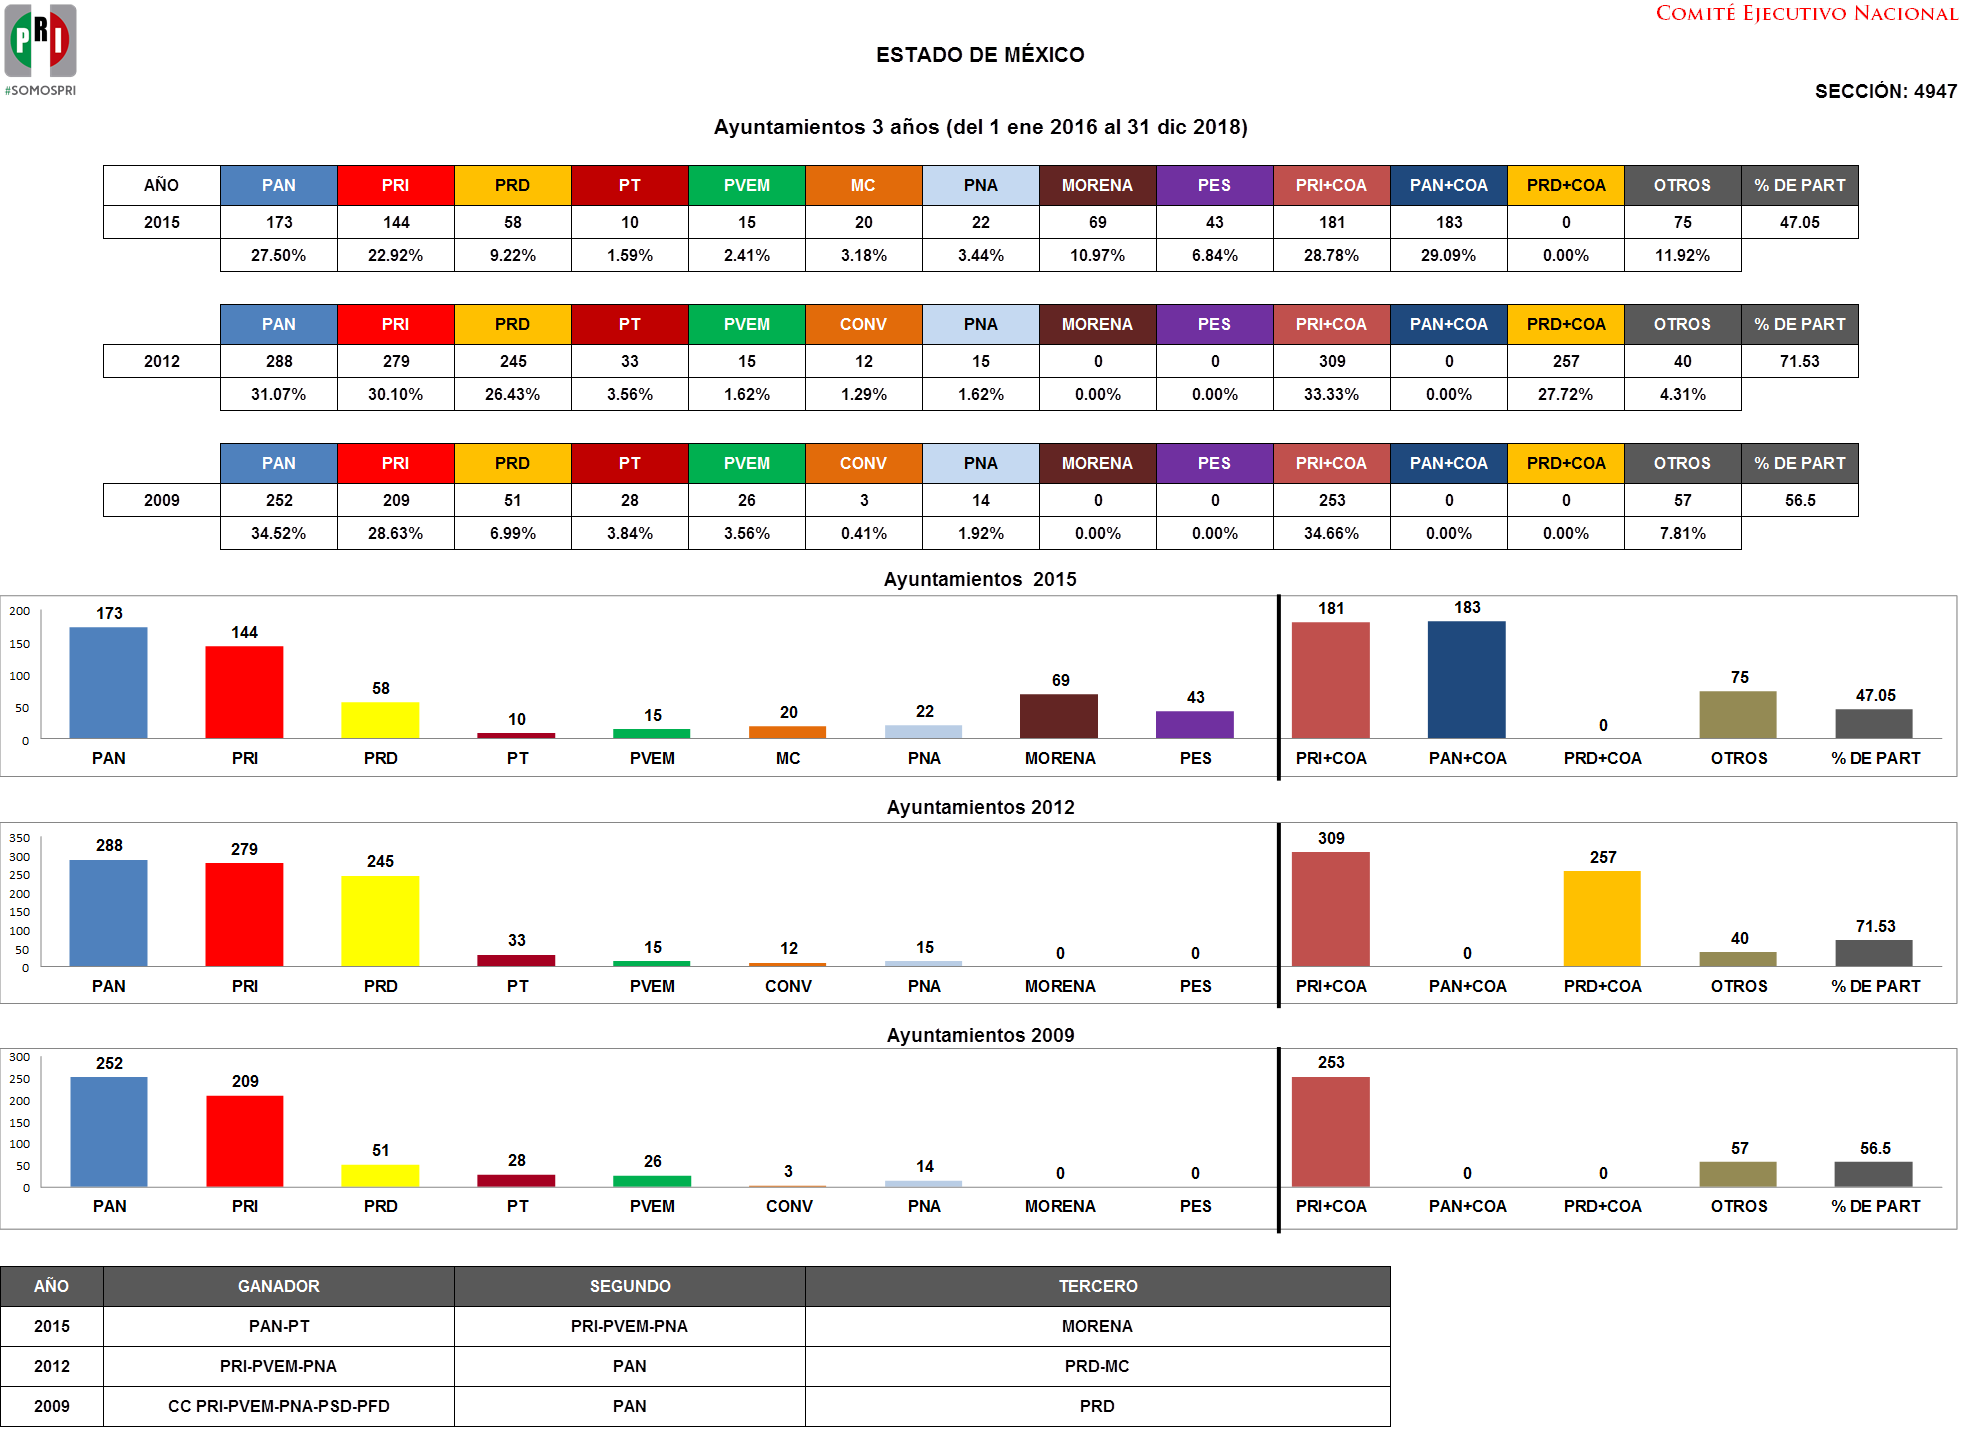 PRI
#SOMOSPRI
COMITÉ EJECUTIVO NACIONAL
ESTADO DE MÉXICO
SECCIÓN: 4947
Ayuntamientos 3 años (del 1 ene 2016 al 31 dic 2018)
AÑO PAN PRI PRD PT PVEM MC PNA MORENA PES PRI+COA PAN+COA PRD+COA OTROS % DE PART
2015 173 144 58 10 15 20 22 69 43 181 183 0 75 47.05
27.50% 22.92% 9.22% 1.59% 2.41% 3.18% 3.44% 10.97% 6.84% 28.78% 29.09% 0.00% 11.92%
PAN PRI PRD PT PVEM CONV PNA MORENA PES PRI+COA PAN+COA PRD+COA OTROS % DE PART
2012 288 279 245 33 15 12 15 0 0 309 0 257 40 71.53
31.07% 30.10% 26.43% 3.56% 1.62% 1.29% 1.62% 0.00% 0.00% 33.33% 0.00% 27.72% 4.31%
PAN PRI PRD PT PVEM CONV PNA MORENA PES PRI+COA PAN+COA PRD+COA OTROS % DE PART
2009 252 209 51 28 26 3 14 0 0 253 0 0 57 56.5
34.52% 28.63% 6.99% 3.84% 3.56% 0.41% 1.92% 0.00% 0.00% 34.66% 0.00% 0.00% 7.81%
Ayuntamientos 2015
200
150
100
50
0
173 144 58 10 15 20 22 69 43 181 183 0 75 47.05
PAN PRI PRD PT PVEM MC PNA MORENA PES PRI+COA PAN+COA PRD+COA OTROS % DE PART
Ayuntamientos 2012
350
300
250
200
150
100
50
0
288 279 245 33 15 12 15 0 0 309 0 257 40 71.53
PAN PRI PRD PT PVEM CONV PNA MORENA PES PRI+COA PAN+COA PRD+COA OTROS % DE PART
Ayuntamientos 2009
300
250
200
150
100
50
0
252 209 51 28 26 3 14 0 0 253 0 0 57 56.5
PAN PRI PRD PT PVEM CONV PNA MORENA PES PRI+COA PAN+COA PRD+COA OTROS % DE PART
AÑO GANADOR SEGUNDO TERCERO
2015 PAN-PT PRI-PVEM-PNA MORENA
2012 PRI-PVEM-PNA PAN PRD-MC
2009 CC PRI-PVEM-PNA-PSD-PFD PAN PRD